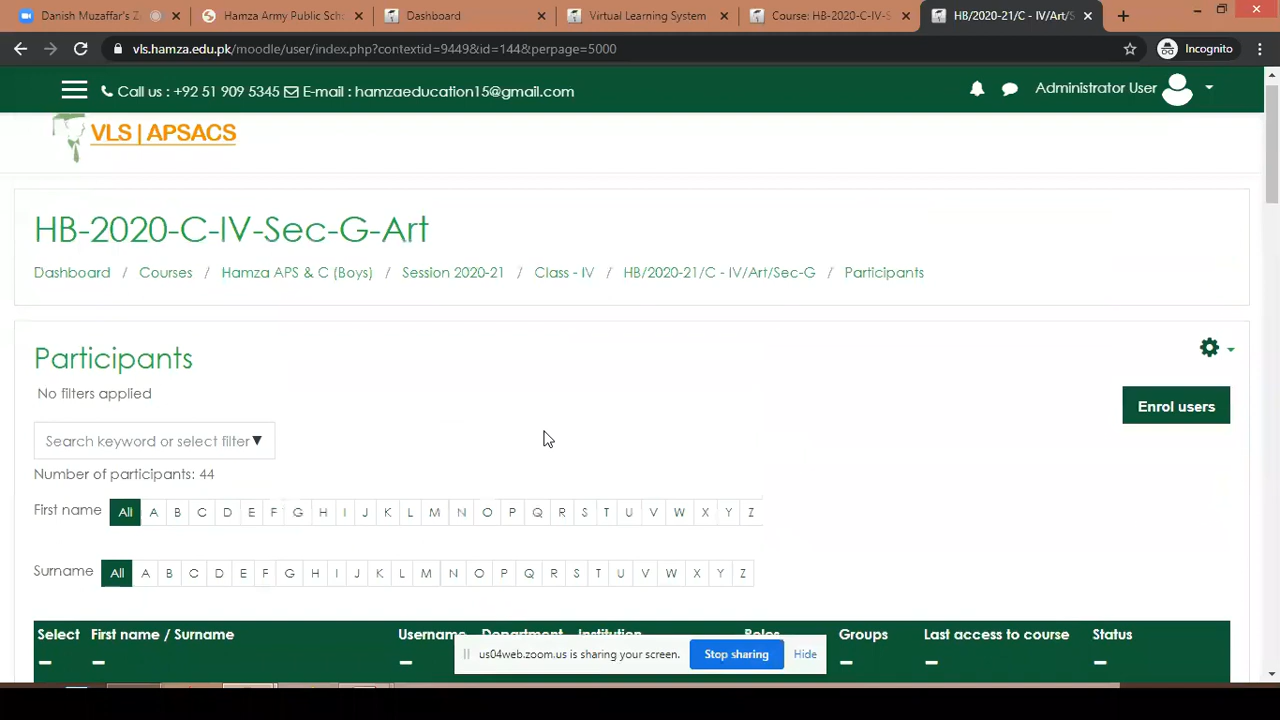 Danish Muzaffar's Z
Hamza Army Public Sch
Dashboard
Virtual Learning System
Course: HB-2020-C-IV-S
HB/2020-21/C - IV/Art/S
vls.hamza.edu.pk/moodle/user/index.php?contextid=9449&id=144&perpage=5000
Incognito
Call us : +92 51 909 5345 E-mail : hamzaeducation15@gmail.com
Administrator User
VLS | APSACS
HB-2020-C-IV-Sec-G-Art
Dashboard / Courses / Hamza APS & C (Boys) / Session 2020-21 / Class - IV / HB/2020-21/C - IV/Art/Sec-G / Participants
Participants
No filters applied
Enrol users
Search keyword or select filter ▼
Number of participants: 44
First name All A B C D E F G H I J K L M N O P Q R S T U V W X Y Z
Surname All A B C D E F G H I J K L M N O P Q R S T U V W X Y Z
Select First name / Surname Username Department Institution Roles Groups Last access to course Status
us04web.zoom.us is sharing your screen. Stop sharing Hide